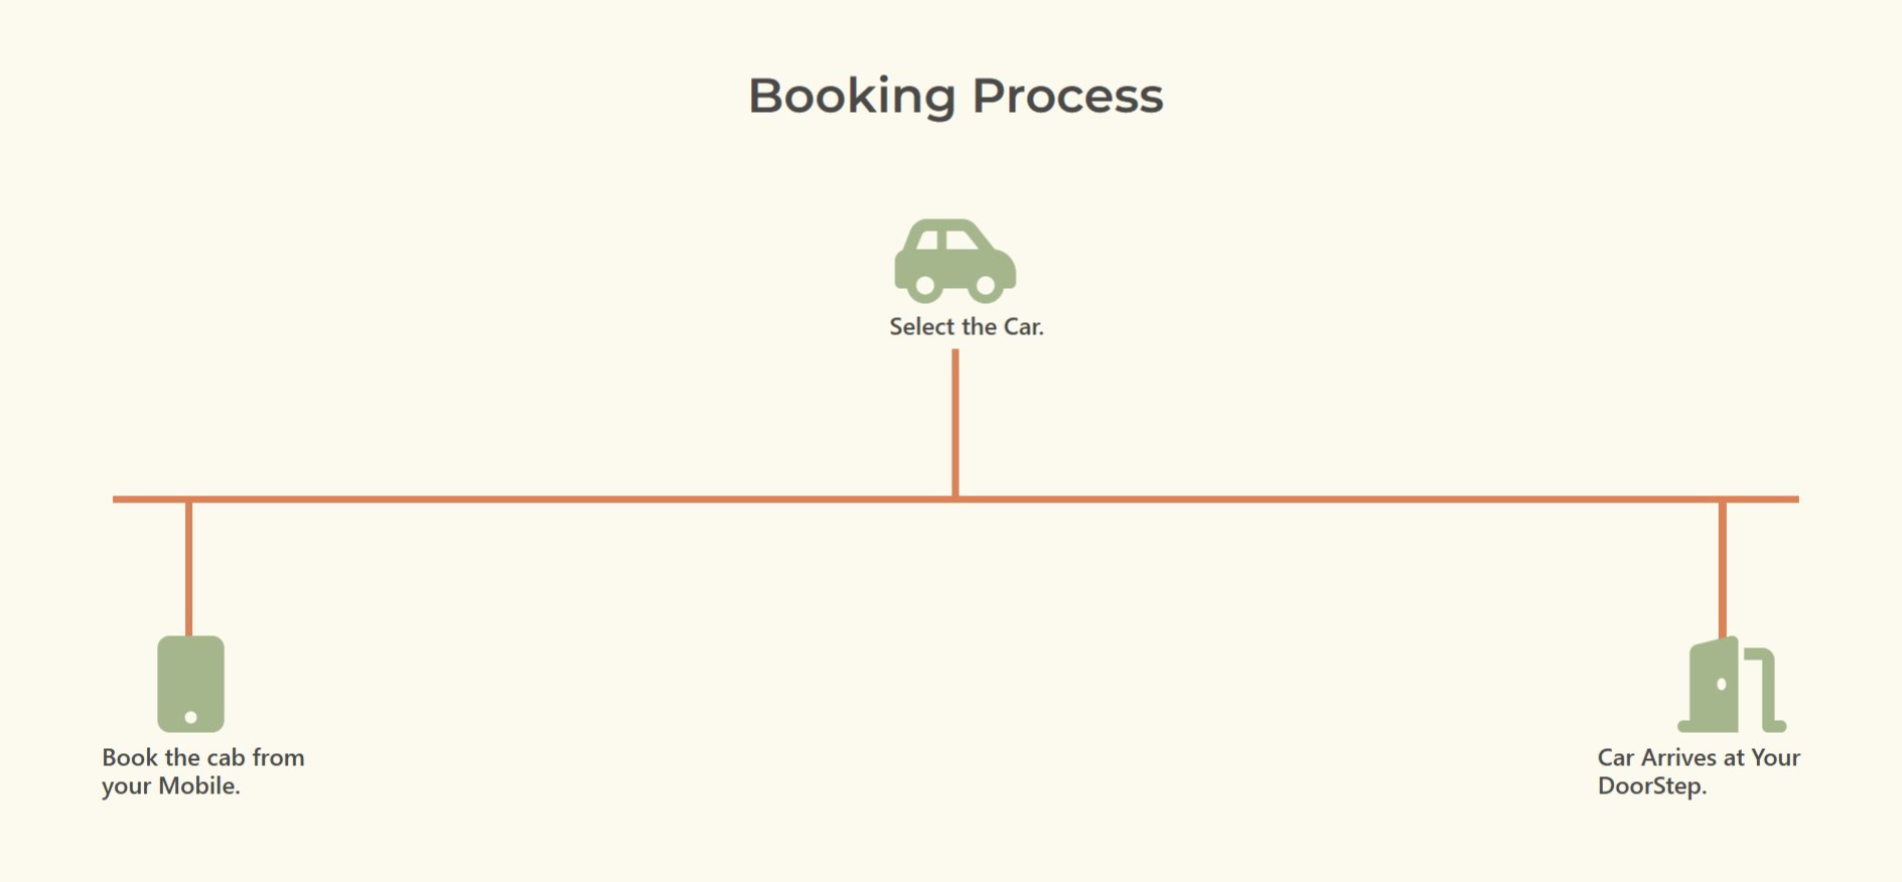 Booking Process
Select the Car.
Book the cab from
your Mobile.
Car Arrives at Your
DoorStep.